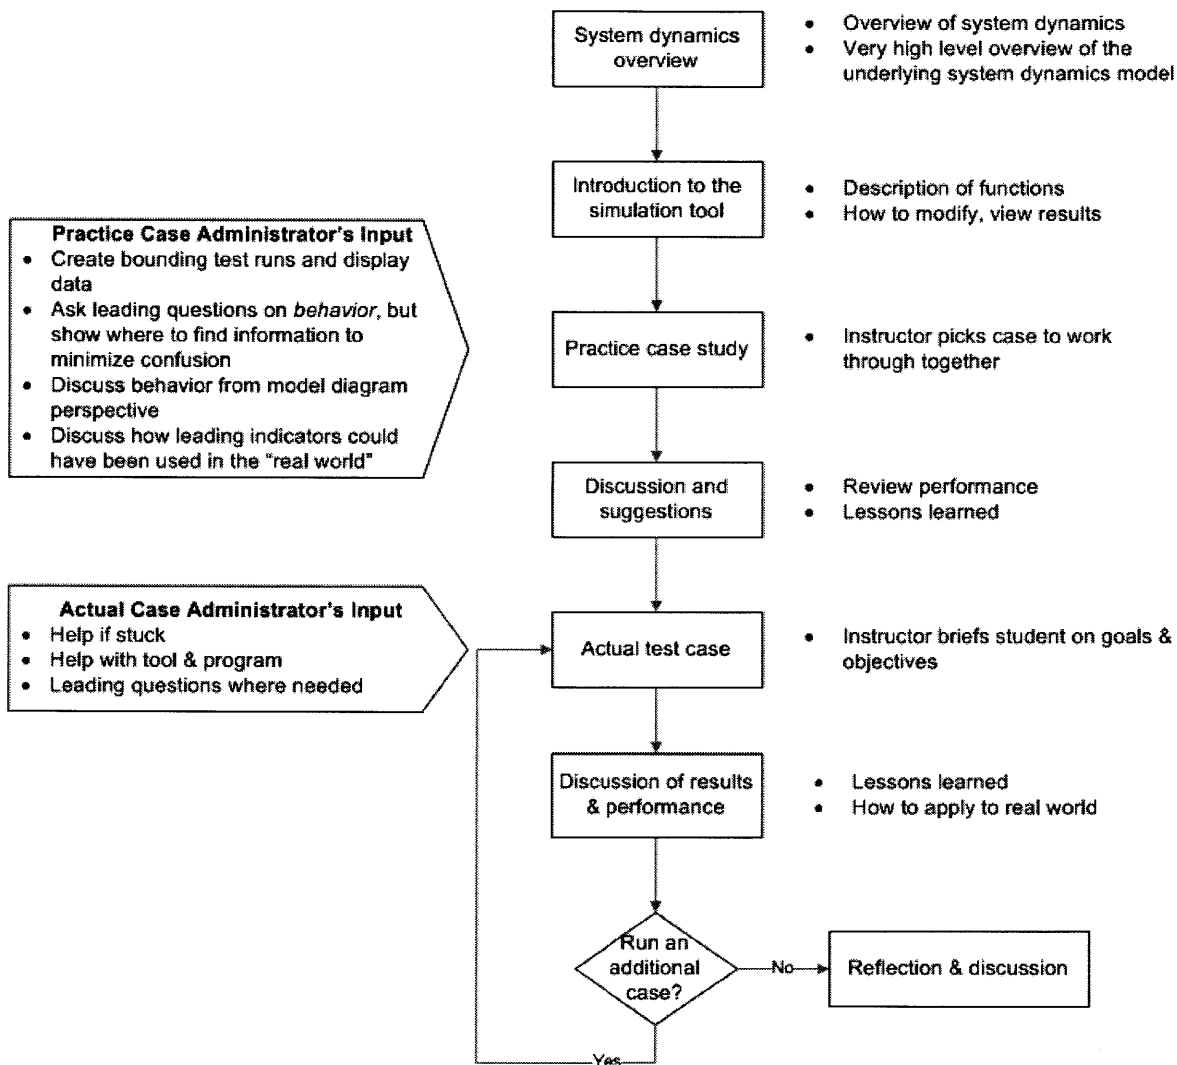 System dynamics
overview
• Overview of system dynamics
• Very high level overview of the
underlying system dynamics model
Introduction to the
simulation tool
• Description of functions
• How to modify, view results
Practice Case Administrator's Input
• Create bounding test runs and display
data
• Ask leading questions on behavior, but
show where to find information to
minimize confusion
• Discuss behavior from model diagram
perspective
• Discuss how leading indicators could
have been used in the "real world"
Practice case study
• Instructor picks case to work
through together
Discussion and
suggestions
• Review performance
• Lessons learned
Actual Case Administrator's Input
• Help if stuck
• Help with tool & program
• Leading questions where needed
Actual test case
• Instructor briefs student on goals &
objectives
Discussion of results
& performance
• Lessons learned
• How to apply to real world
Run an
additional
case?
No
Reflection & discussion
Yes